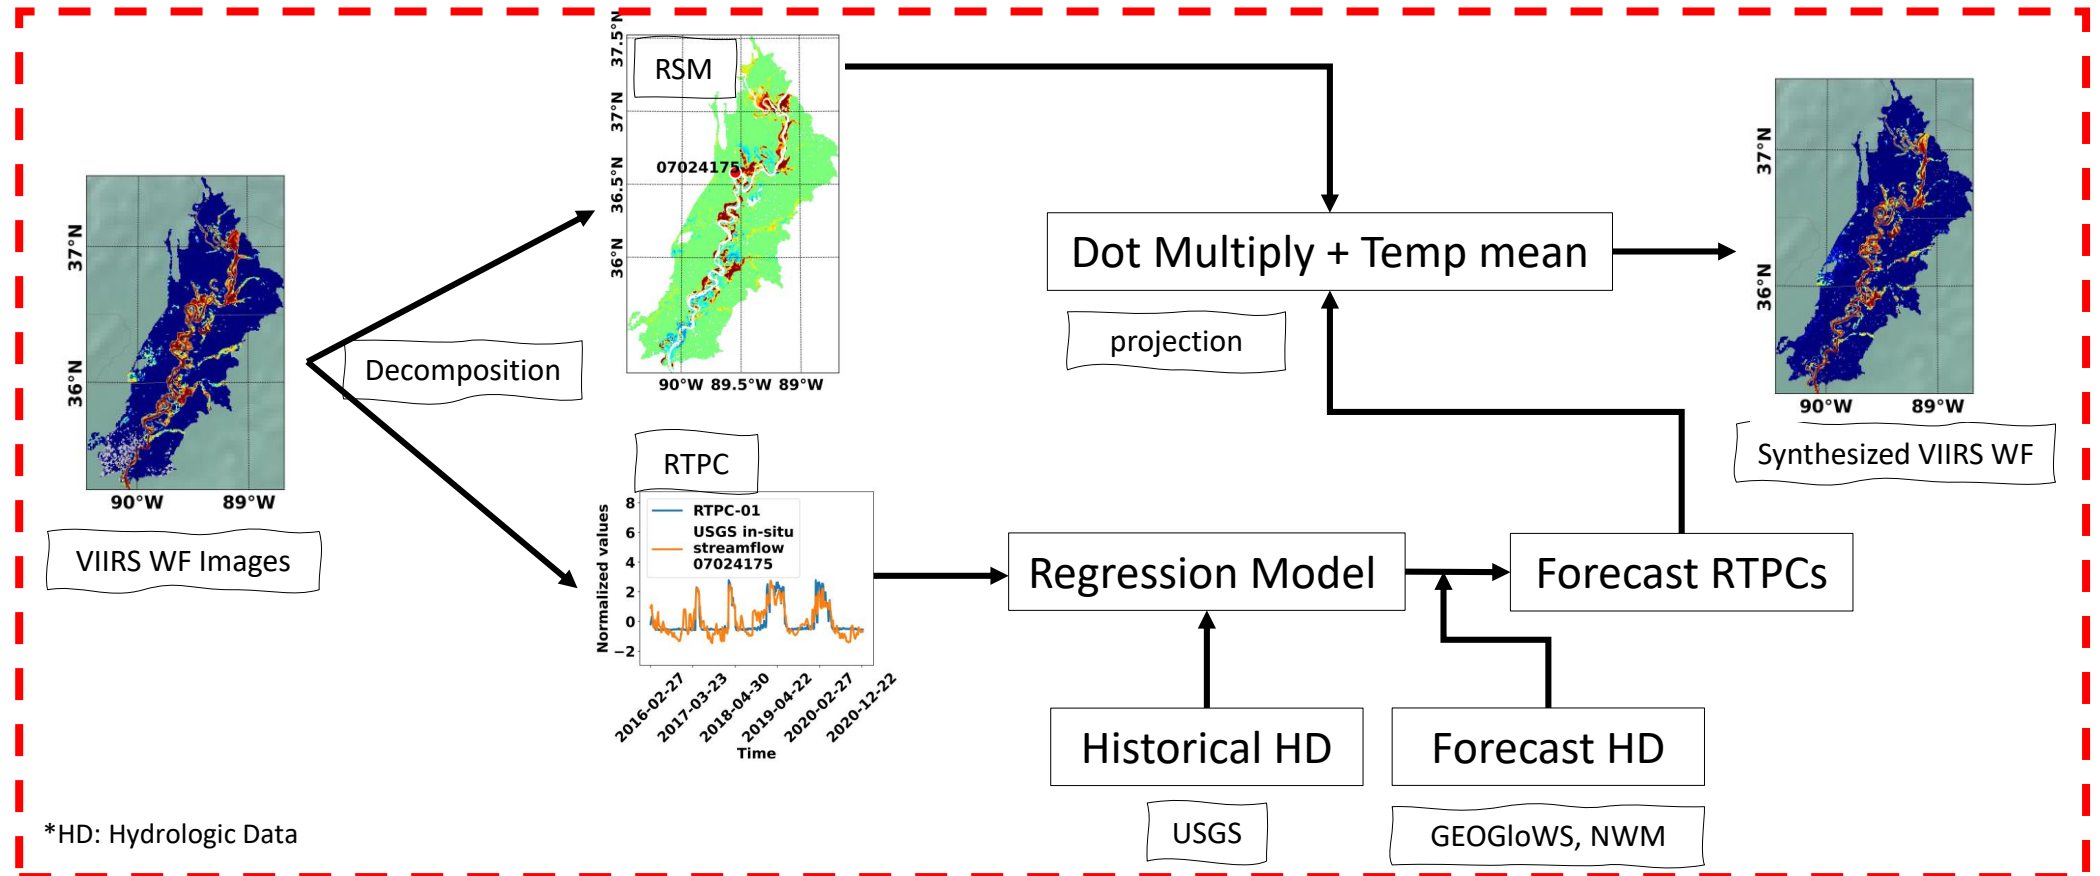 37.5°N
37°N
36.5°N
36°N
RSM
07024175
90°W 89.5°W 89°W
37°N
36°N
90°W 89°W
VIIRS WF Images
Decomposition
RTPC
8
6
4
2
0
−2
Normalized values
RTPC-01
USGS in-situ
streamflow
07024175
2016-02-27
2017-03-23
2018-04-30
2019-04-22
2020-02-27
2020-12-22
Time
Dot Multiply + Temp mean
projection
37°N
36°N
90°W 89°W
Synthesized VIIRS WF
Regression Model
Forecast RTPCs
Historical HD
Forecast HD
USGS
GEOGloWS, NWM
*HD: Hydrologic Data